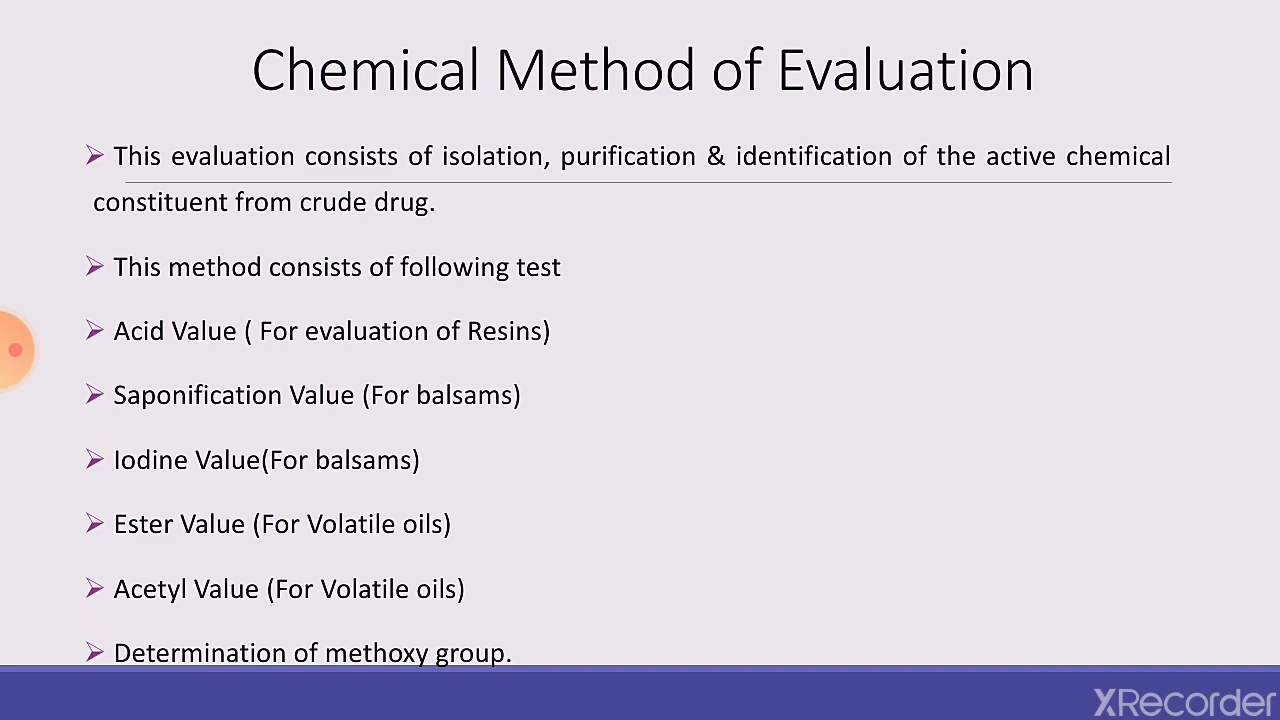 Chemical Method of Evaluation
This evaluation consists of isolation, purification & identification of the active chemical
constituent from crude drug.
This method consists of following test
Acid Value ( For evaluation of Resins)
Saponification Value (For balsams)
Iodine Value(For balsams)
Ester Value (For Volatile oils)
Acetyl Value (For Volatile oils)
Determination of methoxy group.
XRecorder